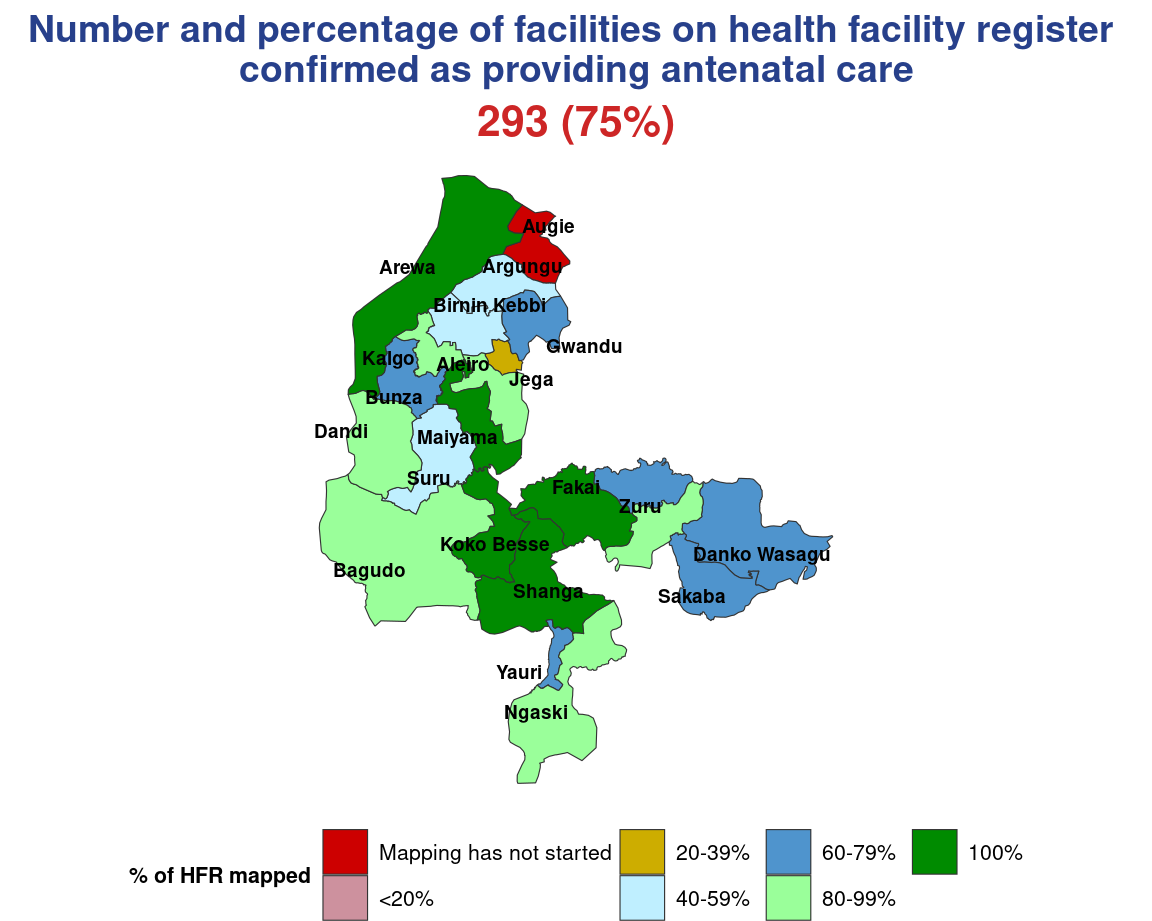 Number and percentage of facilities on health facility register
confirmed as providing antenatal care
293 (75%)
Augie
Arewa
Argungu
Birnin Kebbi
Gwandu
Kalgo
Aleiro
Jega
Bunza
Dandi
Maiyama
Suru
Fakai
Zuru
Koko Besse
Danko Wasagu
Bagudo
Shanga
Sakaba
Yauri
Ngaski
% of HFR mapped
Mapping has not started
20-39%
60-79%
100%
<20%
40-59%
80-99%